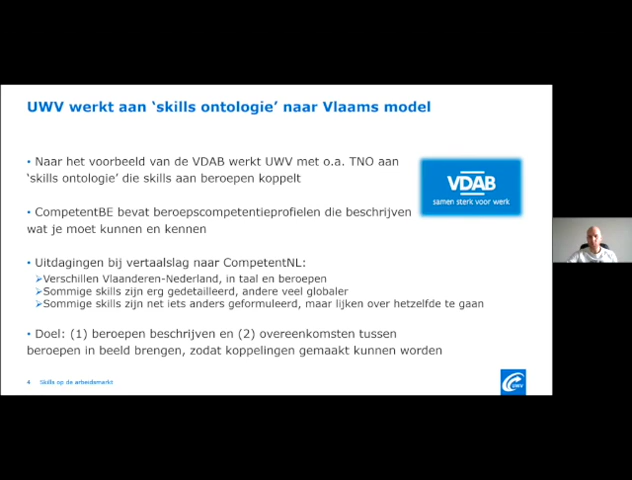 UWV werkt aan ‘skills ontologie’ naar Vlaams model
• Naar het voorbeeld van de VDAB werkt UWV met o.a. TNO aan
‘skills ontologie’ die skills aan beroepen koppelt
VDAB
samen sterk voor werk
• CompetentBE bevat beroepscompetentieprofielen die beschrijven
wat je moet kunnen en kennen
• Uitdagingen bij vertaalslag naar CompetentNL:
➢Verschillen Vlaanderen-Nederland, in taal en beroepen
➢Sommige skills zijn erg gedetailleerd, andere veel globaler
➢Sommige skills zijn net iets anders geformuleerd, maar lijken over hetzelfde te gaan
• Doel: (1) beroepen beschrijven en (2) overeenkomsten tussen
beroepen in beeld brengen, zodat koppelingen gemaakt kunnen worden
4 Skills op de arbeidsmarkt
UWV